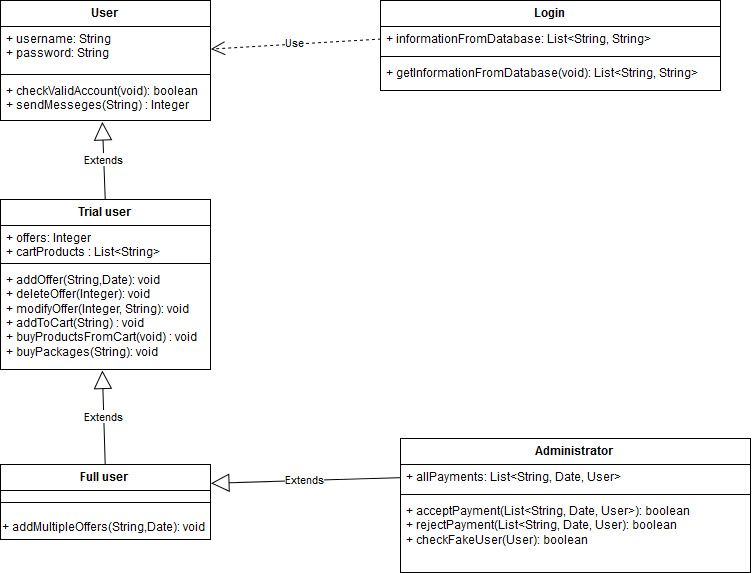 User
+ username: String
+ password: String
+ checkValidAccount(void): boolean
+ sendMesseges(String) : Integer
Use
Login
+ informationFromDatabase: List<String, String>
+ getInformationFromDatabase(void): List<String, String>
Extends
Trial user
+ offers: Integer
+ cartProducts : List<String>
+ addOffer(String,Date): void
+ deleteOffer(Integer): void
+ modifyOffer(Integer, String): void
+ addToCart(String) : void
+ buyProductsFromCart(void) : void
+ buyPackages(String): void
Extends
Full user
+ addMultipleOffers(String,Date): void
Extends
Administrator
+ allPayments: List<String, Date, User>
+ acceptPayment(List<String, Date, User>): boolean
+ rejectPayment(List<String, Date, User): boolean
+ checkFakeUser(User): boolean